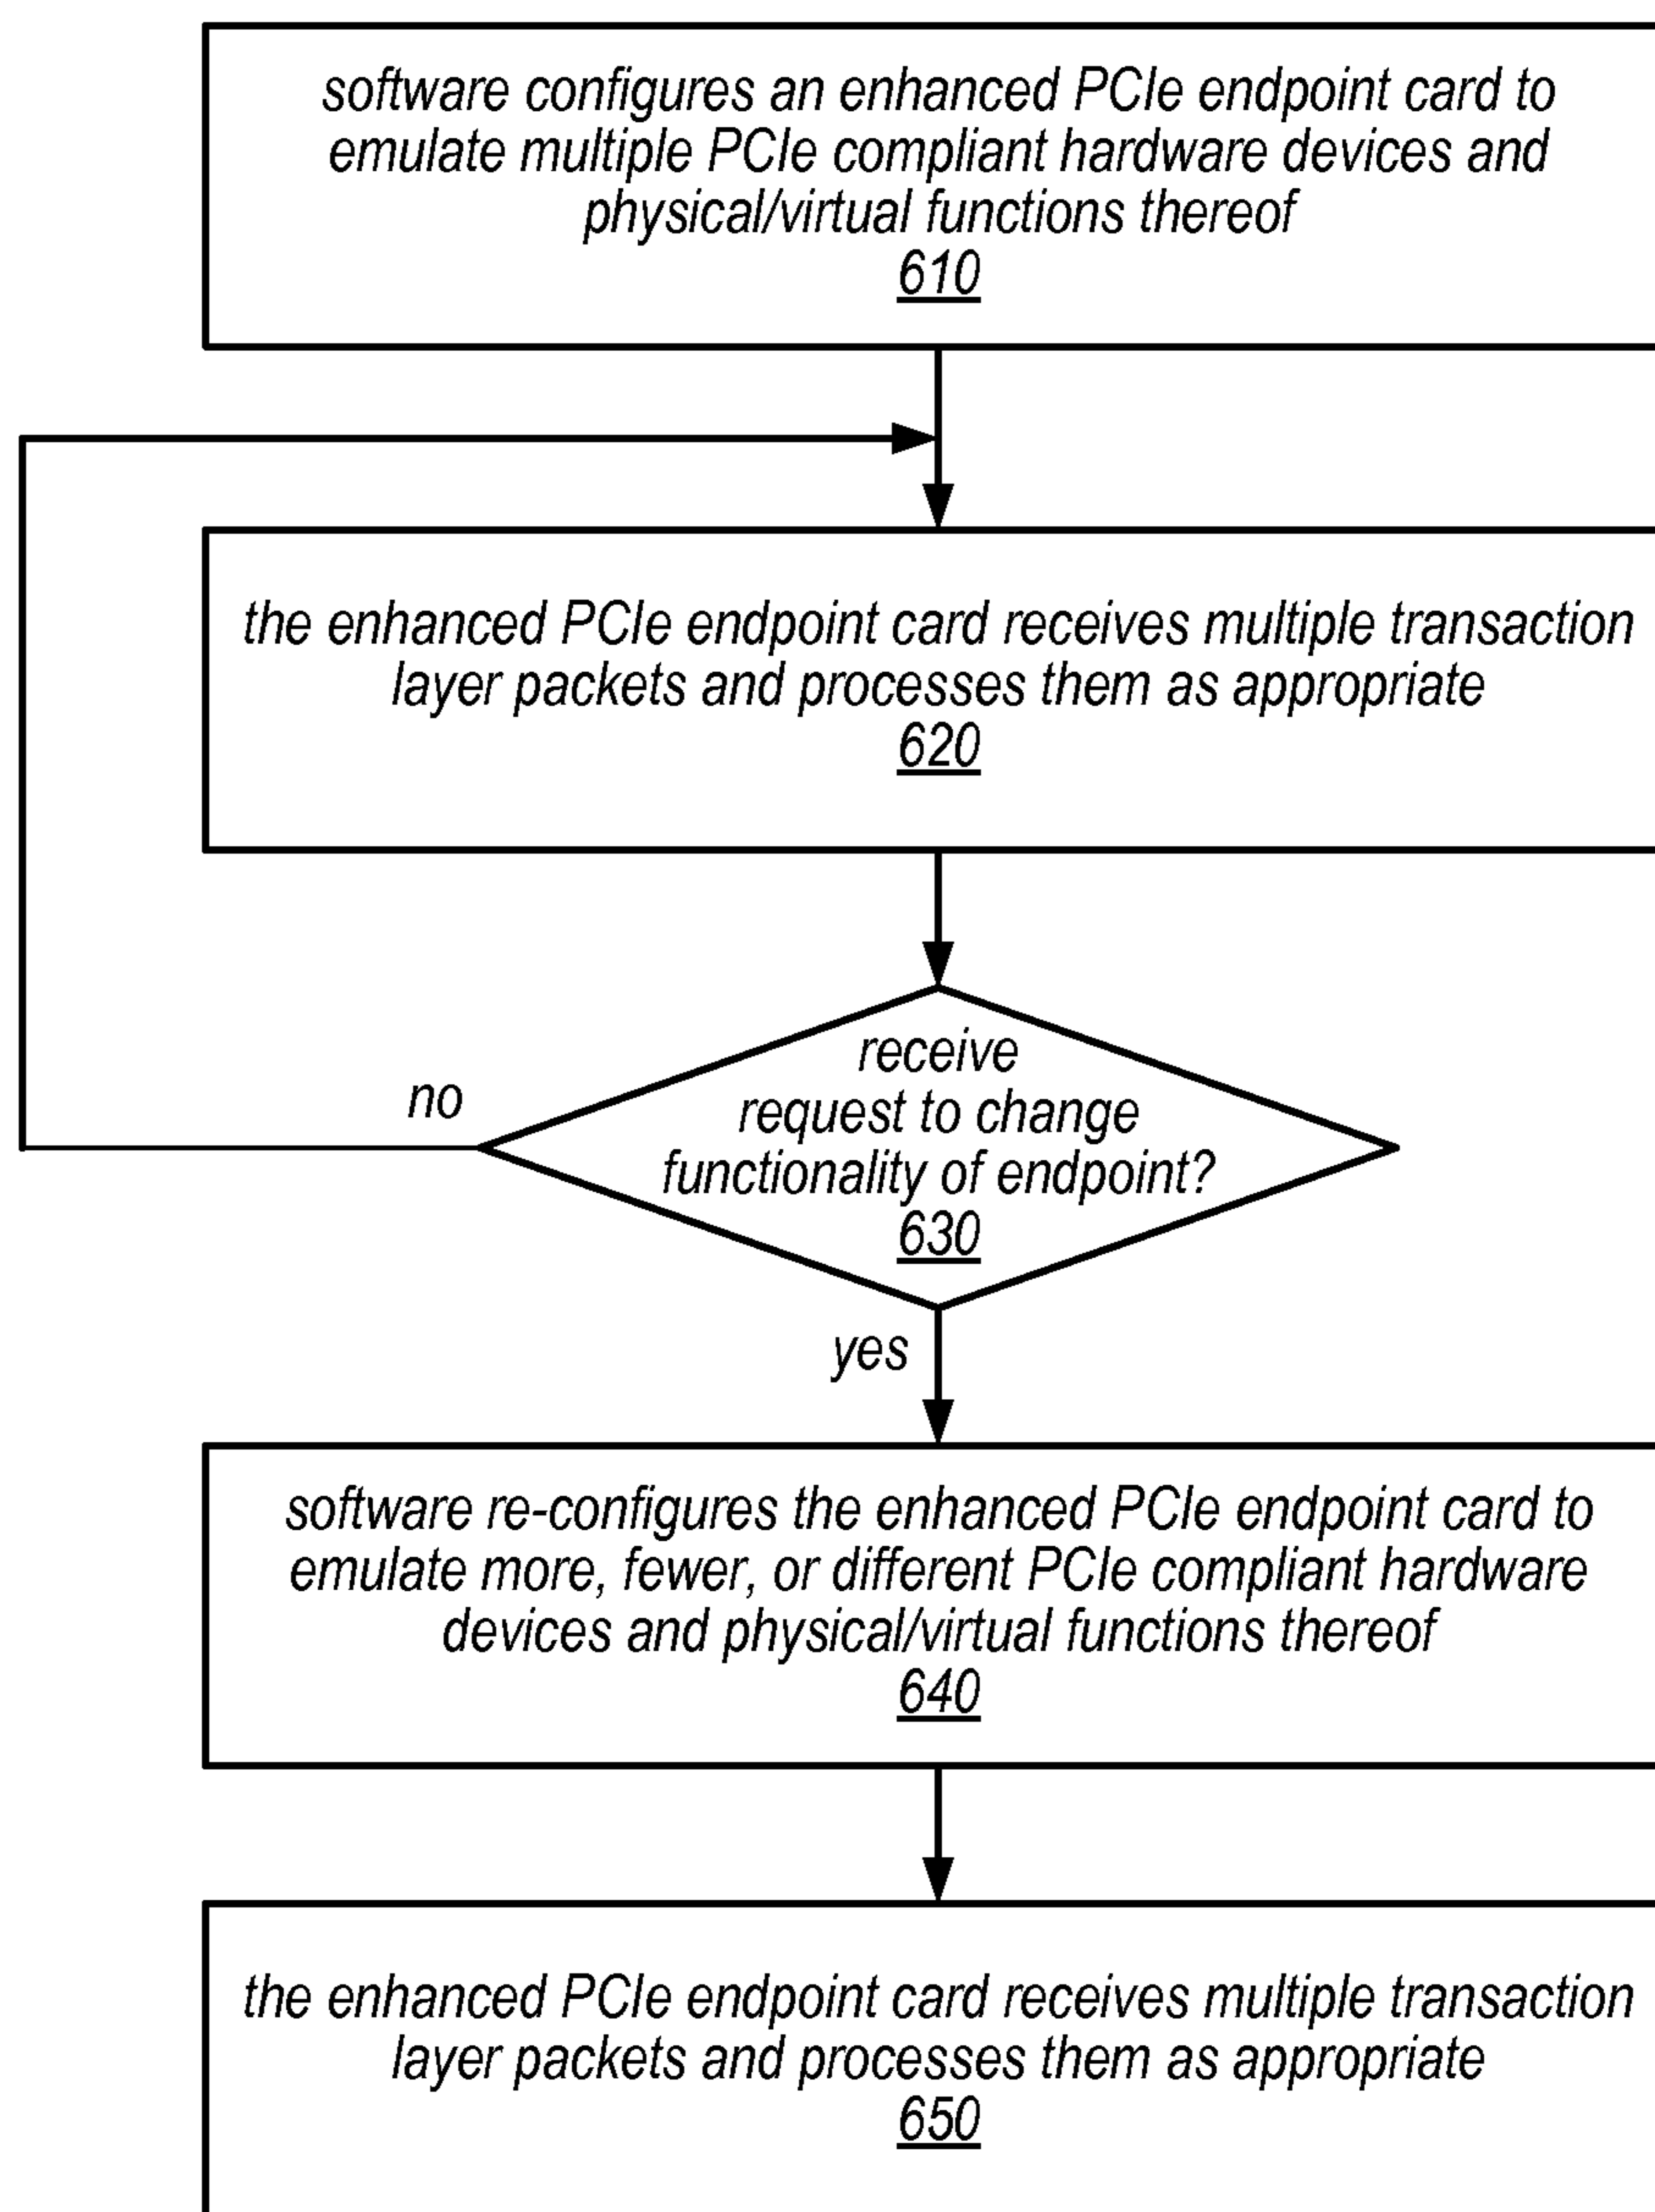 software configures an enhanced PCIe endpoint card to
emulate multiple PCIe compliant hardware devices and
physical/virtual functions thereof
610
the enhanced PCIe endpoint card receives multiple transaction
layer packets and processes them as appropriate
620
receive
request to change
functionality of endpoint?
630
no
yes
software re-configures the enhanced PCIe endpoint card to
emulate more, fewer, or different PCIe compliant hardware
devices and physical/virtual functions thereof
640
the enhanced PCIe endpoint card receives multiple transaction
layer packets and processes them as appropriate
650